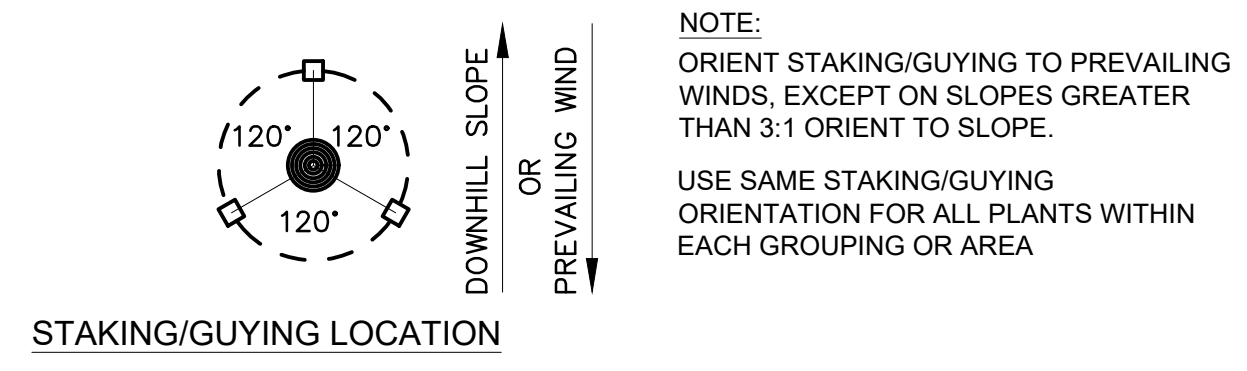 120°
120°
120°
DOWNHILL SLOPE
OR
PREVAILING WIND
STAKING/GUYING LOCATION
NOTE:
ORIENT STAKING/GUYING TO PREVAILING
WINDS, EXCEPT ON SLOPES GREATER
THAN 3:1 ORIENT TO SLOPE.
USE SAME STAKING/GUYING
ORIENTATION FOR ALL PLANTS WITHIN
EACH GROUPING OR AREA